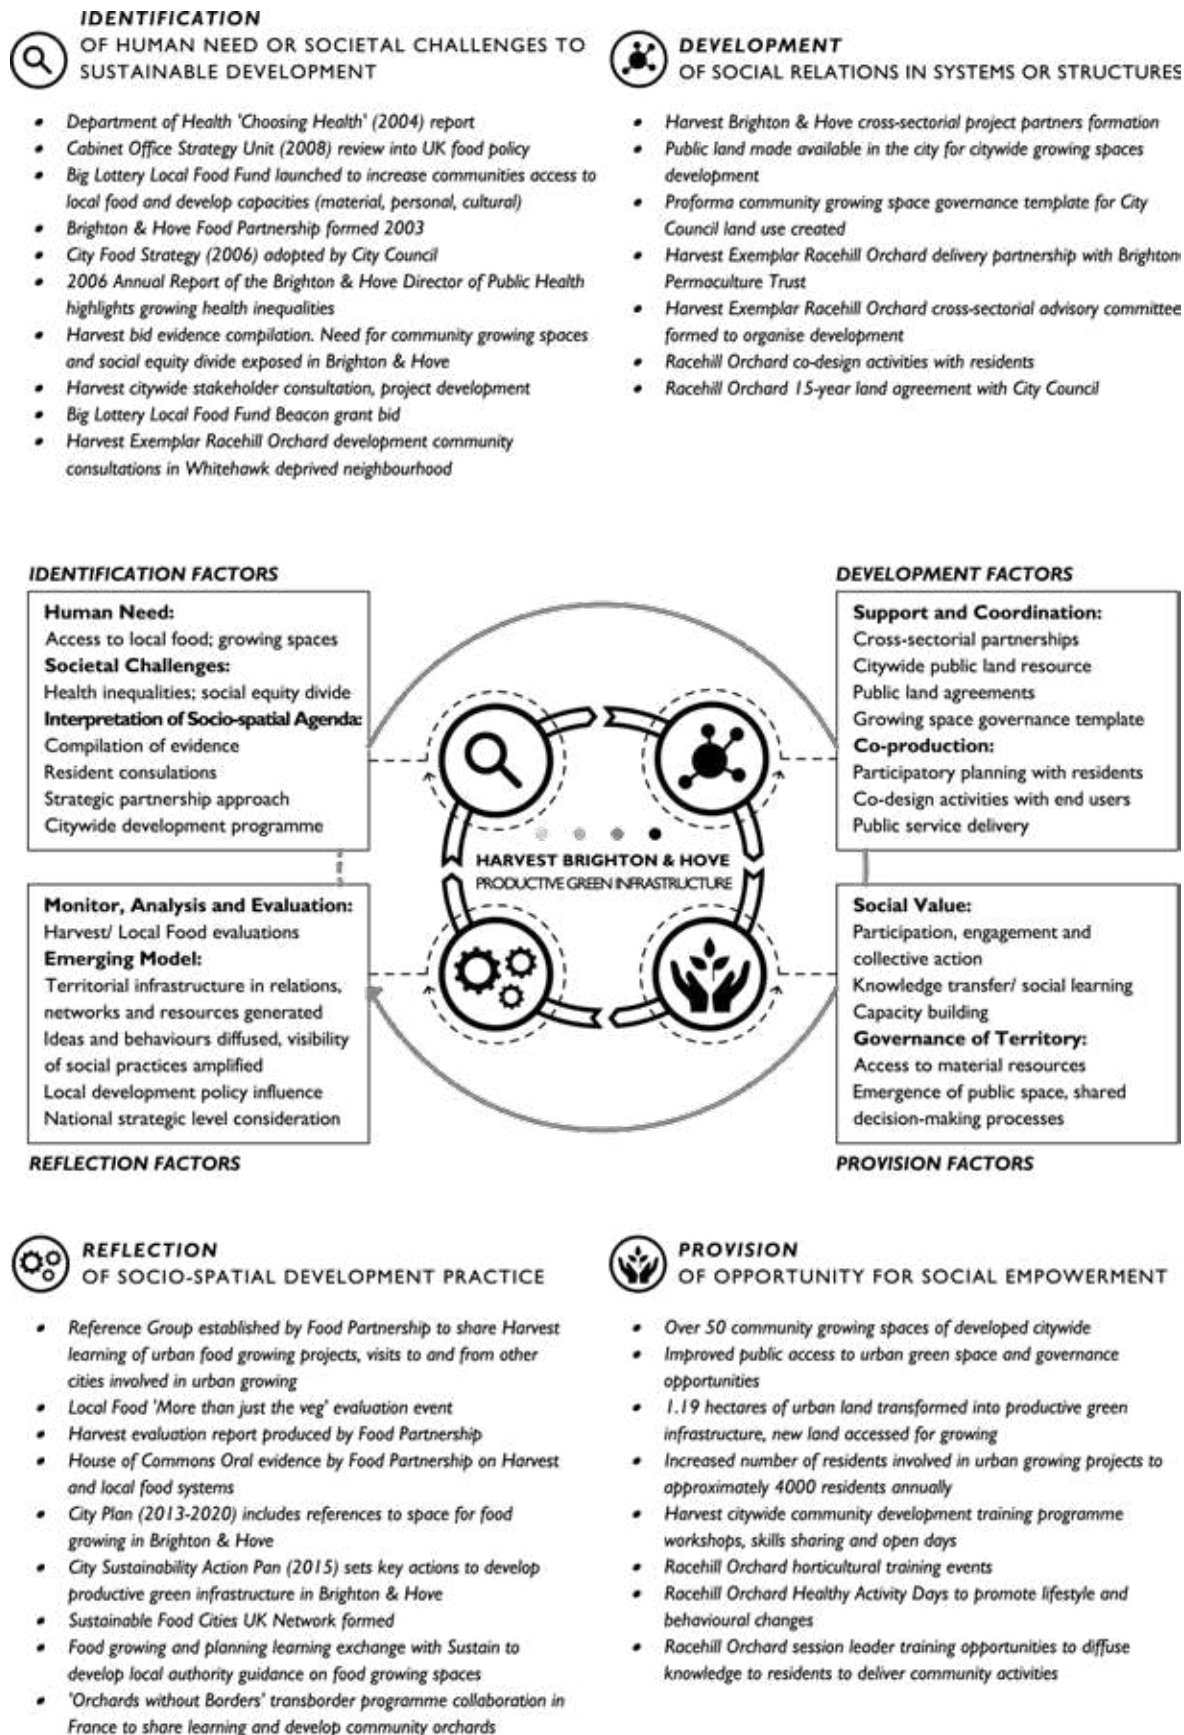 IDENTIFICATION
OF HUMAN NEED OR SOCIETAL CHALLENGES TO
SUSTAINABLE DEVELOPMENT
• Department of Health 'Choosing Health' (2004) report
• Cabinet Office Strategy Unit (2008) review into UK food policy
• Big Lottery Local Food Fund launched to increase communities access to
local food and develop capacities (material, personal, cultural)
• Brighton & Hove Food Partnership formed 2003
• City Food Strategy (2006) adopted by City Council
• 2006 Annual Report of the Brighton & Hove Director of Public Health
highlights growing health inequalities
• Harvest bid evidence compilation. Need for community growing spaces
and social equity divide exposed in Brighton & Hove
• Harvest citywide stakeholder consultation, project development
• Big Lottery Local Food Fund Beacon grant bid
• Harvest Exemplar Racehill Orchard development community
consultations in Whitehawk deprived neighbourhood
DEVELOPMENT
OF SOCIAL RELATIONS IN SYSTEMS OR STRUCTURES
• Harvest Brighton & Hove cross-sectorial project partners formation
• Public land made available in the city for citywide growing spaces
development
• Proforma community growing space governance template for City
Council land use created
• Harvest Exemplar Racehill Orchard delivery partnership with Brighton
Permaculture Trust
• Harvest Exemplar Racehill Orchard cross-sectorial advisory committee
formed to organise development
• Racehill Orchard co-design activities with residents
• Racehill Orchard 15-year land agreement with City Council
IDENTIFICATION FACTORS
Human Need:
Access to local food; growing spaces
Societal Challenges:
Health inequalities; social equity divide
Interpretation of Socio-spatial Agenda:
Compilation of evidence
Resident consulations
Strategic partnership approach
Citywide development programme
DEVELOPMENT FACTORS
Support and Coordination:
Cross-sectorial partnerships
Citywide public land resource
Public land agreements
Growing space governance template
Co-production:
Participatory planning with residents
Co-design activities with end users
Public service delivery
HARVEST BRIGHTON & HOVE
PRODUCTIVE GREEN INFRASTRUCTURE
Monitor, Analysis and Evaluation:
Harvest/ Local Food evaluations
Emerging Model:
Territorial infrastructure in relations,
networks and resources generated
Ideas and behaviours diffused, visibility
of social practices amplified
Local development policy influence
National strategic level consideration
REFLECTION FACTORS
Social Value:
Participation, engagement and
collective action
Knowledge transfer/ social learning
Capacity building
Governance of Territory:
Access to material resources
Emergence of public space, shared
decision-making processes
PROVISION FACTORS
REFLECTION
OF SOCIO-SPATIAL DEVELOPMENT PRACTICE
• Reference Group established by Food Partnership to share Harvest
learning of urban food growing projects, visits to and from other
cities involved in urban growing
• Local Food 'More than just the veg' evaluation event
• Harvest evaluation report produced by Food Partnership
• House of Commons Oral evidence by Food Partnership on Harvest
and local food systems
• City Plan (2013-2020) includes references to space for food
growing in Brighton & Hove
• City Sustainability Action Pan (2015) sets key actions to develop
productive green infrastructure in Brighton & Hove
• Sustainable Food Cities UK Network formed
• Food growing and planning learning exchange with Sustain to
develop local authority guidance on food growing spaces
• 'Orchards without Borders' transborder programme collaboration in
France to share learning and develop community orchards
PROVISION
OF OPPORTUNITY FOR SOCIAL EMPOWERMENT
• Over 50 community growing spaces of developed citywide
• Improved public access to urban green space and governance
opportunities
• 1.19 hectares of urban land transformed into productive green
infrastructure, new land accessed for growing
• Increased number of residents involved in urban growing projects to
approximately 4000 residents annually
• Harvest citywide community development training programme
workshops, skills sharing and open days
• Racehill Orchard horticultural training events
• Racehill Orchard Healthy Activity Days to promote lifestyle and
behavioural changes
• Racehill Orchard session leader training opportunities to diffuse
knowledge to residents to deliver community activities